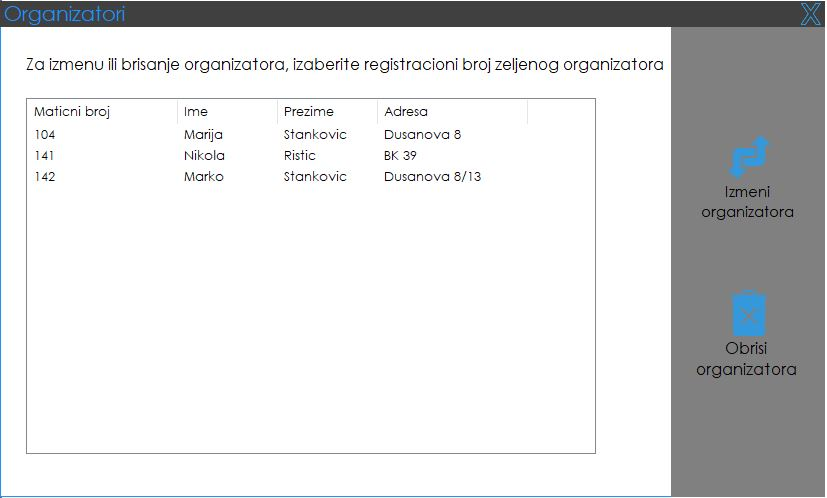 Organizatori
X
Za izmenu ili brisanje organizatora, izaberite registracioni broj zeljenog organizatora
Maticni broj Ime Prezime Adresa
104 Marija Stankovic Dusanova 8
141 Nikola Ristic BK 39
142 Marko Stankovic Dusanova 8/13
Izmeni
organizatora
Obrisi
organizatora